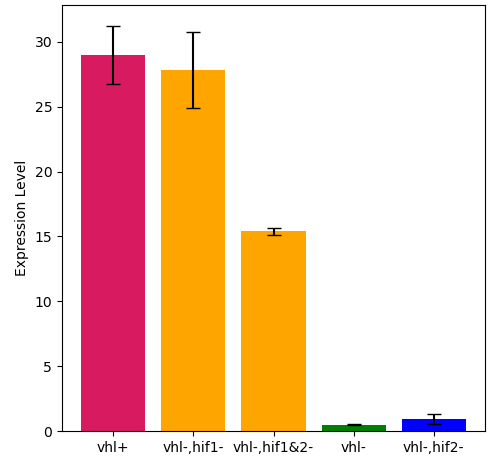 Expression Level
30
25
20
15
10
5
0
vhl+
vhl-,hif1-
vhl-,hif1&2-
vhl-
vhl-,hif2-